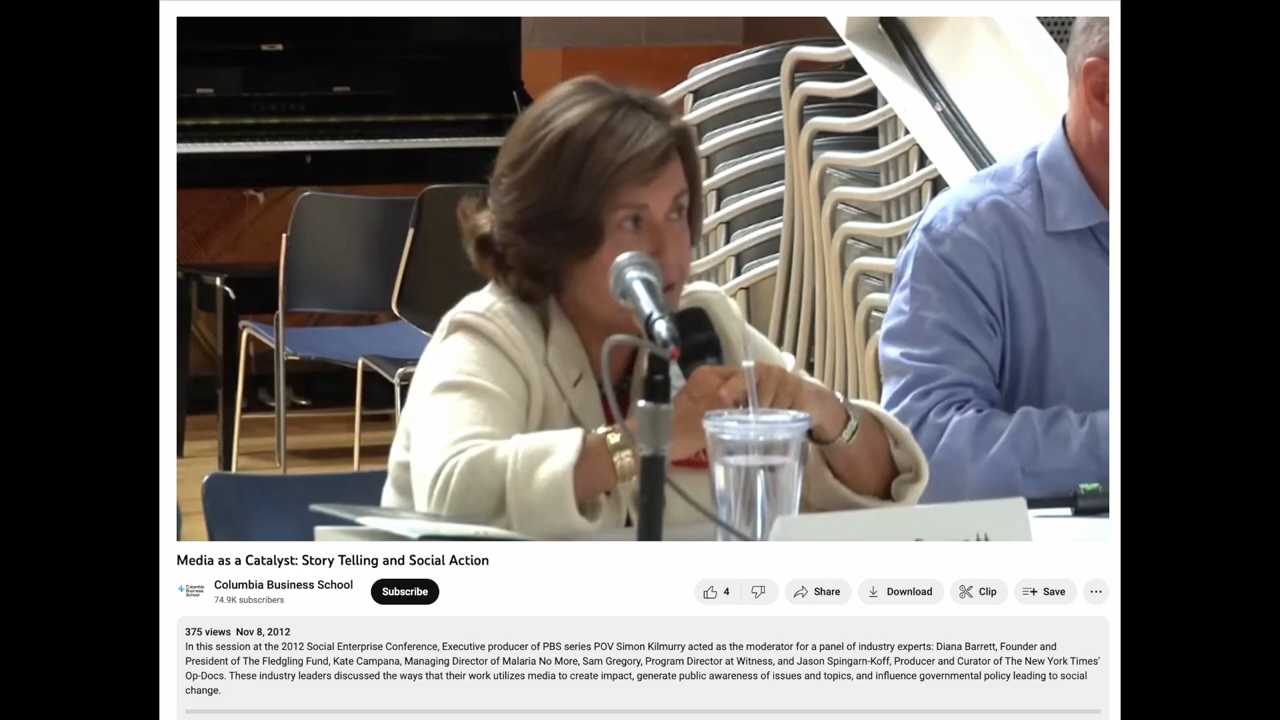 Media as a Catalyst: Story Telling and Social Action
Columbia Business School
Columbia Business School
74.9K subscribers
Subscribe
4
Share
Download
Clip
Save
375 views Nov 8, 2012
In this session at the 2012 Social Enterprise Conference, Executive producer of PBS series POV Simon Kilmurry acted as the moderator for a panel of industry experts: Diana Barrett, Founder and
President of The Fledgling Fund, Kate Campana, Managing Director of Malaria No More, Sam Gregory, Program Director at Witness, and Jason Spingarn-Koff, Producer and Curator of The New York Times'
Op-Docs. These industry leaders discussed the ways that their work utilizes media to create impact, generate public awareness of issues and topics, and influence governmental policy leading to social
change.